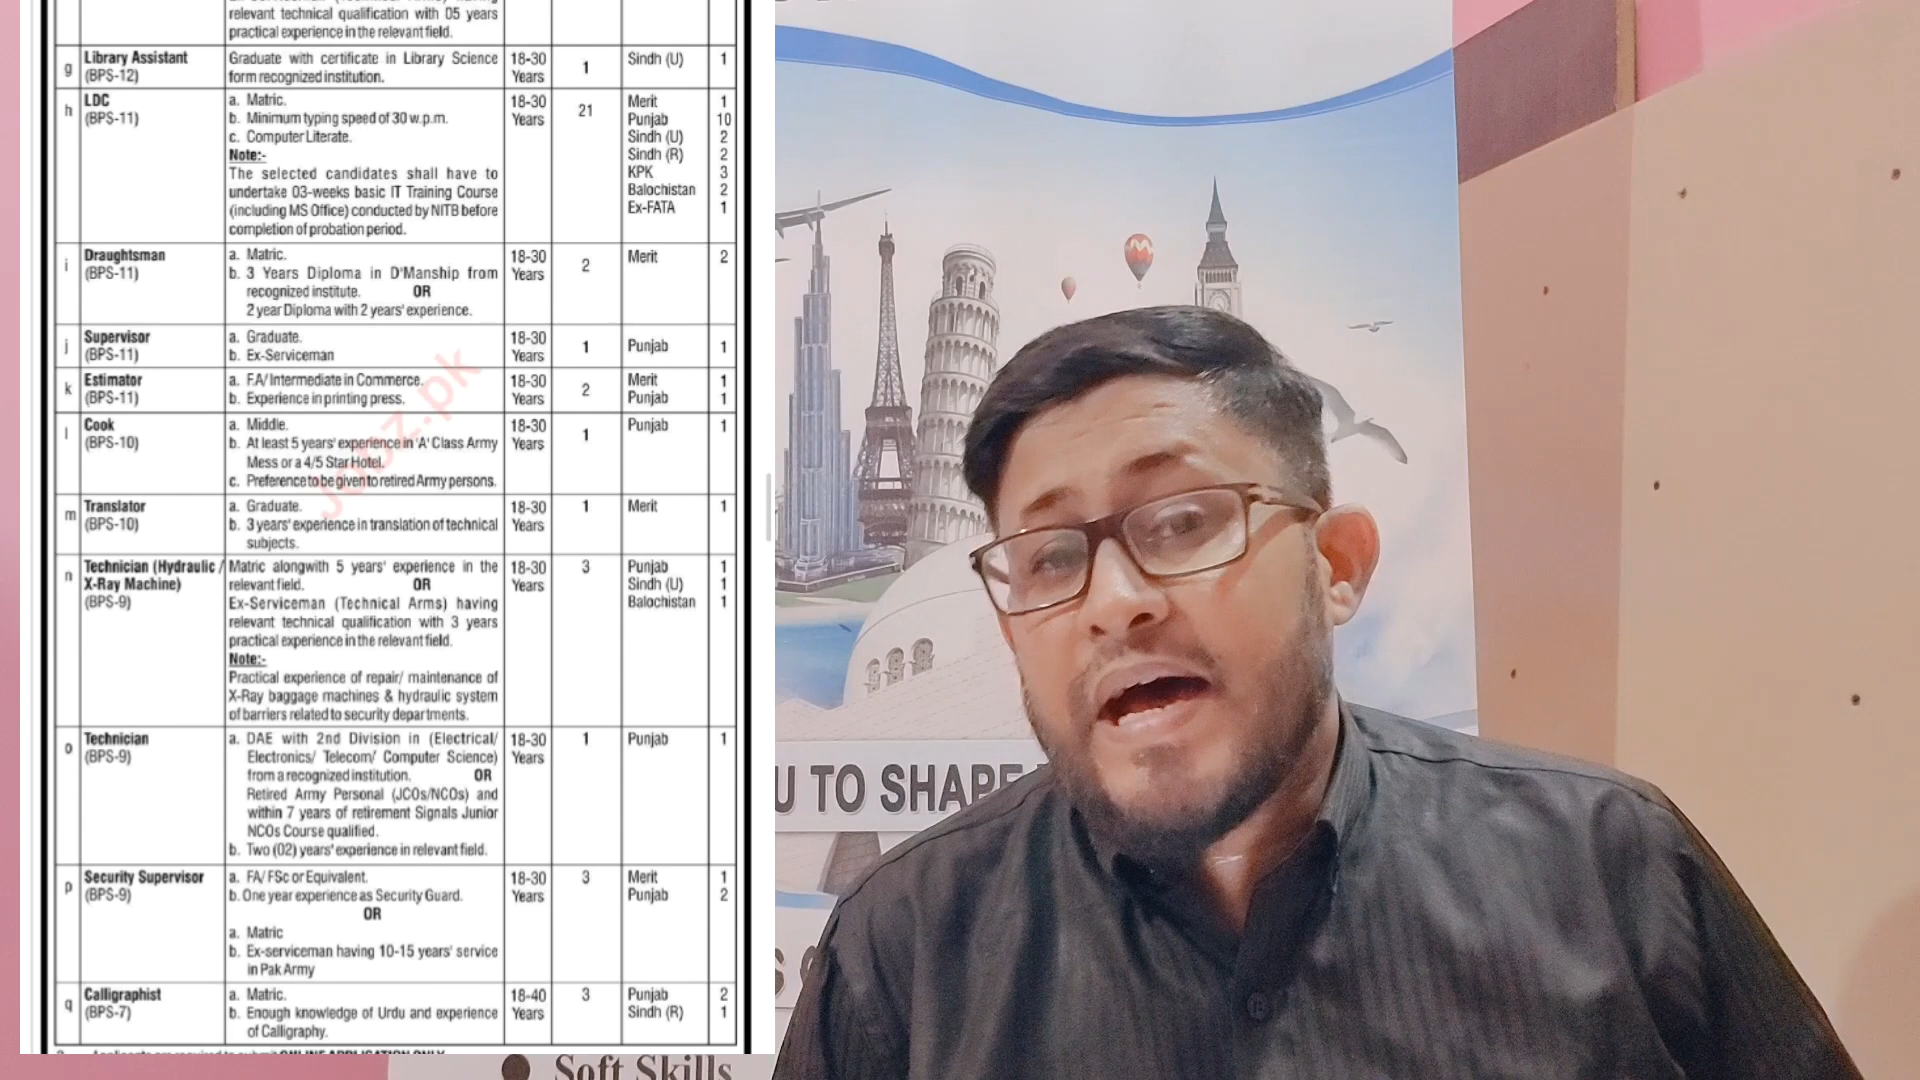 relevant technical qualification with 05 years
practical experience in the relevant field.
g Library Assistant (BPS-12)
Graduate with certificate in Library Science
form recognized institution.
18-30 Years
1
Sindh (U) 1
h LDC (BPS-11)
a. Matric.
b. Minimum typing speed of 30 w.p.m.
c. Computer Literate.
Note:-
The selected candidates shall have to
undertake 03-weeks basic IT Training Course
(including MS Office) conducted by NITB before
completion of probation period.
18-30 Years
21
Merit 1
Punjab 10
Sindh (U) 2
Sindh (R) 2
KPK 3
Balochistan 2
Ex-FATA 1
i Draughtsman (BPS-11)
a. Matric.
b. 3 Years Diploma in D'Manship from
recognized institute. OR
2 year Diploma with 2 years' experience.
18-30 Years
2
Merit 2
j Supervisor (BPS-11)
a. Graduate.
b. Ex-Serviceman
18-30 Years
1
Punjab 1
k Estimator (BPS-11)
a. F.A/ Intermediate in Commerce.
b. Experience in printing press.
18-30 Years
2
Merit 1
Punjab 1
l Cook (BPS-10)
a. Middle.
b. At least 5 years' experience in 'A' Class Army
Mess or a 4/5 Star Hotel.
c. Preference to be given to retired Army persons.
18-30 Years
1
Punjab 1
m Translator (BPS-10)
a. Graduate.
b. 3 years' experience in translation of technical
subjects.
18-30 Years
1
Merit 1
n Technician (Hydraulic / X-Ray Machine) (BPS-9)
Matric alongwith 5 years' experience in the
relevant field. OR
Ex-Serviceman (Technical Arms) having
relevant technical qualification with 3 years
practical experience in the relevant field.
Note:-
Practical experience of repair/ maintenance of
X-Ray baggage machines & hydraulic system
of barriers related to security departments.
18-30 Years
3
Punjab 1
Sindh (U) 1
Balochistan 1
o Technician (BPS-9)
a. DAE with 2nd Division in (Electrical/
Electronics/ Telecom/ Computer Science)
from a recognized institution. OR
Retired Army Personal (JCOs/NCOs) and
within 7 years of retirement Signals Junior
NCOs Course qualified.
b. Two (02) years' experience in relevant field.
18-30 Years
1
Punjab 1
p Security Supervisor (BPS-9)
a. FA/ FSc or Equivalent.
b. One year experience as Security Guard.
OR
a. Matric
b. Ex-serviceman having 10-15 years' service
in Pak Army
18-30 Years
3
Merit 1
Punjab 2
q Calligraphist (BPS-7)
a. Matric.
b. Enough knowledge of Urdu and experience
of Calligraphy.
18-40 Years
3
Punjab 2
Sindh (R) 1
Jobz.pk
U TO SHAPE
Soft Skills